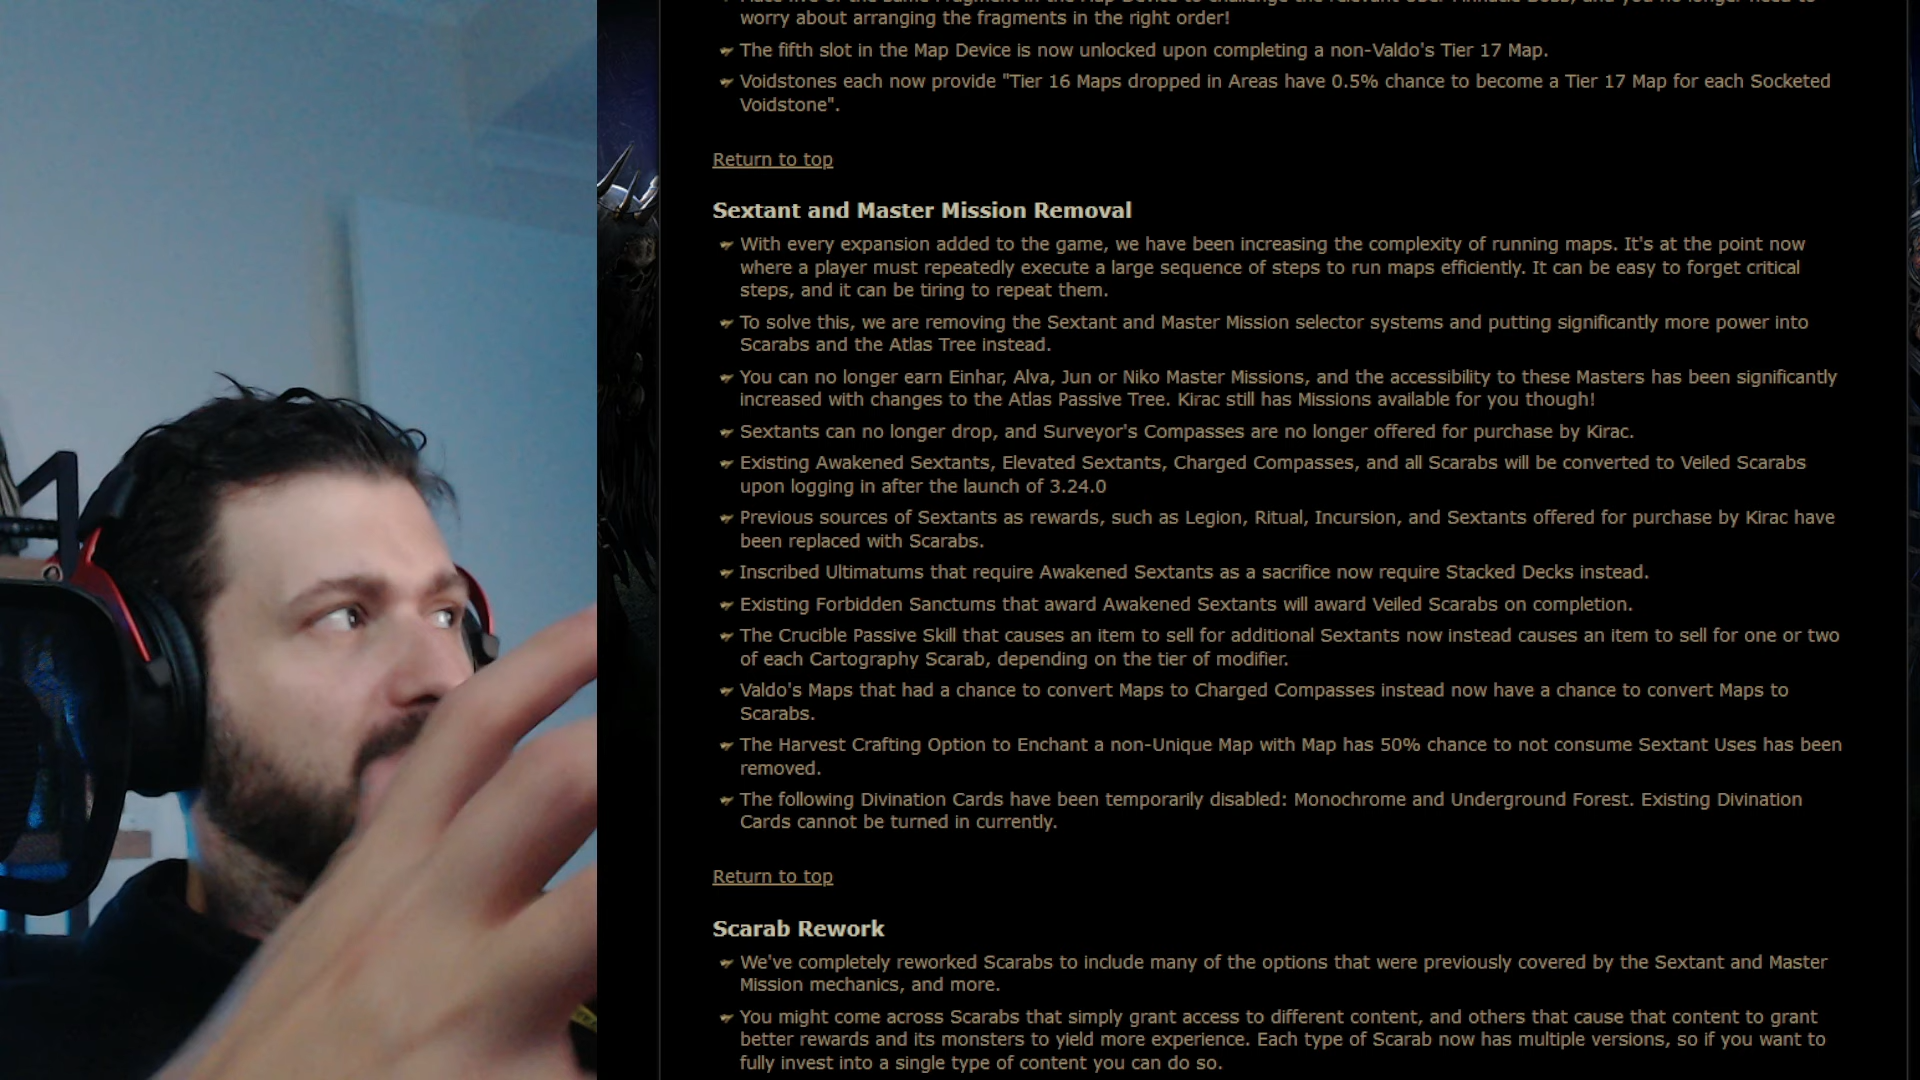 worry about arranging the fragments in the right order!
The fifth slot in the Map Device is now unlocked upon completing a non-Valdo's Tier 17 Map.
Voidstones each now provide "Tier 16 Maps dropped in Areas have 0.5% chance to become a Tier 17 Map for each Socketed
Voidstone".
Return to top
Sextant and Master Mission Removal
With every expansion added to the game, we have been increasing the complexity of running maps. It's at the point now
where a player must repeatedly execute a large sequence of steps to run maps efficiently. It can be easy to forget critical
steps, and it can be tiring to repeat them.
To solve this, we are removing the Sextant and Master Mission selector systems and putting significantly more power into
Scarabs and the Atlas Tree instead.
You can no longer earn Einhar, Alva, Jun or Niko Master Missions, and the accessibility to these Masters has been significantly
increased with changes to the Atlas Passive Tree. Kirac still has Missions available for you though!
Sextants can no longer drop, and Surveyor's Compasses are no longer offered for purchase by Kirac.
Existing Awakened Sextants, Elevated Sextants, Charged Compasses, and all Scarabs will be converted to Veiled Scarabs
upon logging in after the launch of 3.24.0
Previous sources of Sextants as rewards, such as Legion, Ritual, Incursion, and Sextants offered for purchase by Kirac have
been replaced with Scarabs.
Inscribed Ultimatums that require Awakened Sextants as a sacrifice now require Stacked Decks instead.
Existing Forbidden Sanctums that award Awakened Sextants will award Veiled Scarabs on completion.
The Crucible Passive Skill that causes an item to sell for additional Sextants now instead causes an item to sell for one or two
of each Cartography Scarab, depending on the tier of modifier.
Valdo's Maps that had a chance to convert Maps to Charged Compasses instead now have a chance to convert Maps to
Scarabs.
The Harvest Crafting Option to Enchant a non-Unique Map with Map has 50% chance to not consume Sextant Uses has been
removed.
The following Divination Cards have been temporarily disabled: Monochrome and Underground Forest. Existing Divination
Cards cannot be turned in currently.
Return to top
Scarab Rework
We've completely reworked Scarabs to include many of the options that were previously covered by the Sextant and Master
Mission mechanics, and more.
You might come across Scarabs that simply grant access to different content, and others that cause that content to grant
better rewards and its monsters to yield more experience. Each type of Scarab now has multiple versions, so if you want to
fully invest into a single type of content you can do so.